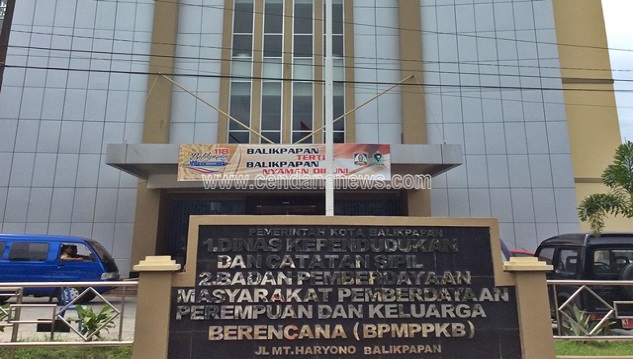 118
BALIKPAPAN TERTI
BALIKPAPAN
NYAMAN DIHUNI
www.cendananews.com
PEMERINTAH KOTA BALIKPAPAN
1.DINAS KEPENDUDUKAN
DAN CATATAN SIPIL
2.BADAN PEMBERDAYAAN
MASYARAKAT PEMBERDAYAAN
PEREMPUAN DAN KELUARGA
BERENCANA (BPMPPKB)
JL MT.HARYONO BALIKPAPAN